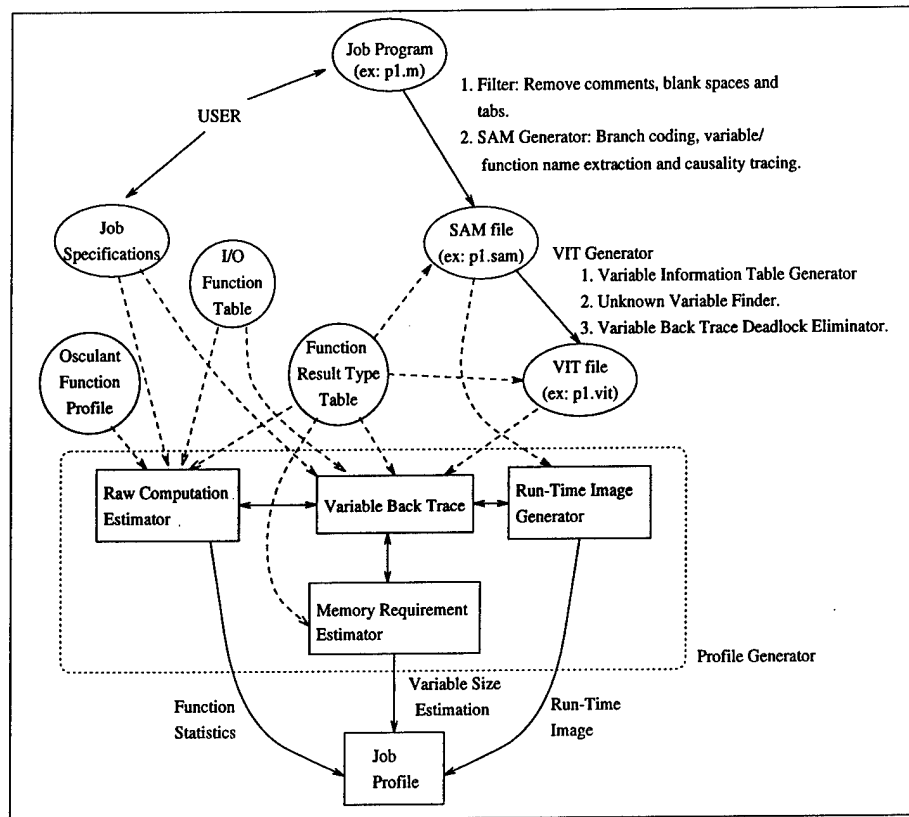 Job Program
(ex: p1.m)
1. Filter: Remove comments, blank spaces and
tabs.
2. SAM Generator: Branch coding, variable/
function name extraction and causality tracing.
USER
Job
Specifications
I/O
Function
Table
SAM file
(ex: p1.sam)
VIT Generator
1. Variable Information Table Generator
2. Unknown Variable Finder.
3. Variable Back Trace Deadlock Eliminator.
Osculant
Function
Profile
Function
Result Type
Table
VIT file
(ex: p1.vit)
Raw Computation
Estimator
Variable Back Trace
Run-Time Image
Generator
Memory Requirement
Estimator
Profile Generator
Function
Statistics
Variable Size
Estimation
Run-Time
Image
Job
Profile